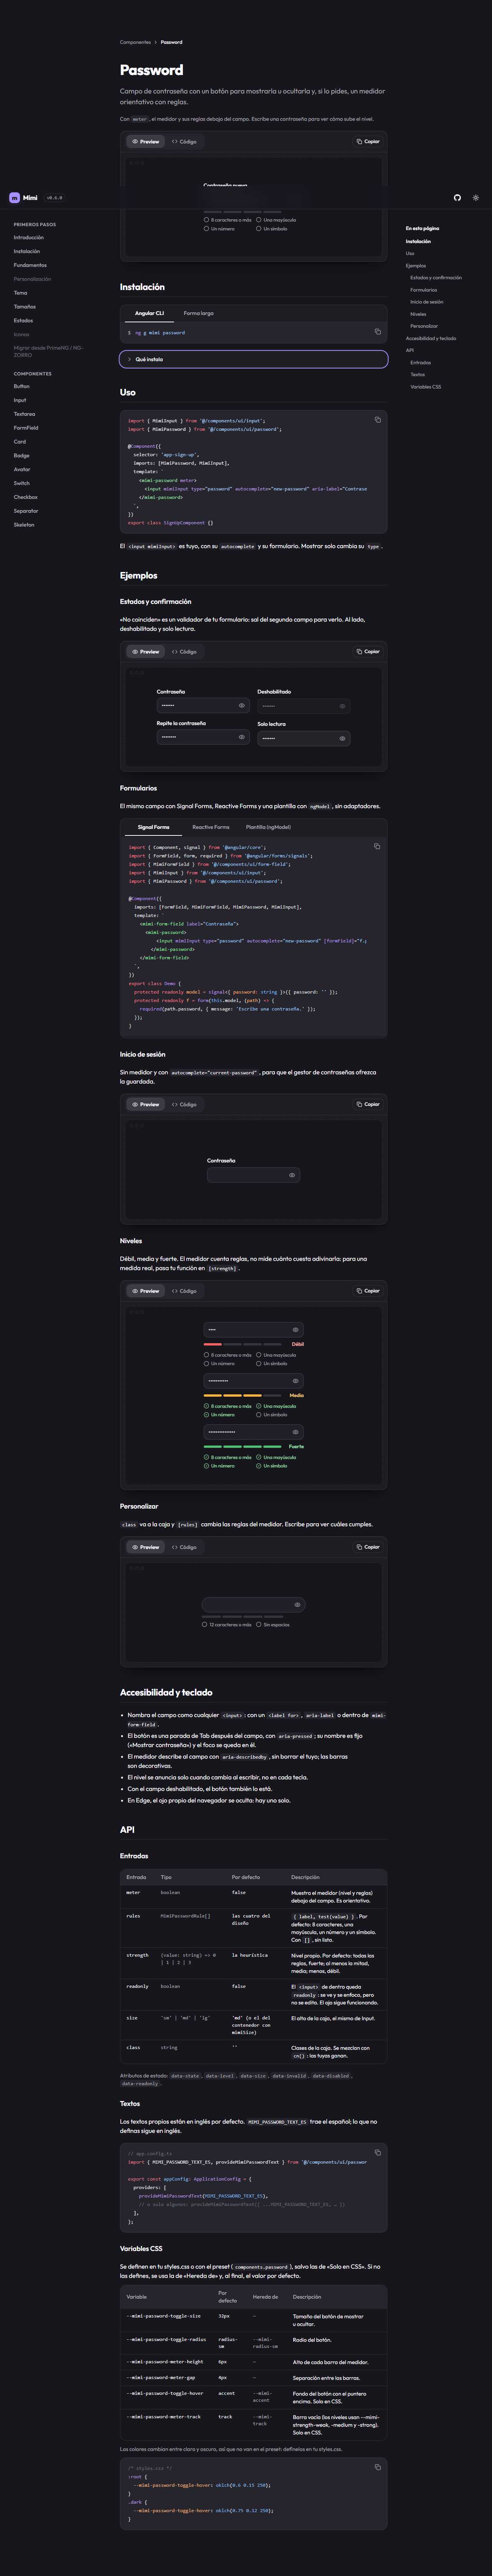 Componentes > Password
Password
Campo de contraseña con un botón para mostrarla u ocultarla y, si lo pides, un medidor
orientativo con reglas.
Con meter, el medidor y sus reglas debajo del campo. Escribe una contraseña para ver cómo sube el nivel.
Preview
Código
Copiar
Contraseña nueva
8 caracteres o más
Una mayúscula
Un número
Un símbolo
m Mimi v0.6.0
PRIMEROS PASOS
Introducción
Instalación
Fundamentos
Personalización
Tema
Tamaños
Estados
Iconos
Migrar desde PrimeNG / NG-
ZORRO
COMPONENTES
Button
Input
Textarea
FormField
Card
Badge
Avatar
Switch
Checkbox
Separator
Skeleton
En esta página
Instalación
Uso
Ejemplos
Estados y confirmación
Formularios
Inicio de sesión
Niveles
Personalizar
Accesibilidad y teclado
API
Entradas
Textos
Variables CSS
Instalación
Angular CLI
Forma larga
$ ng g mimi password
> Qué instala
Uso
import { MimiInput } from '@/components/ui/input';
import { MimiPassword } from '@/components/ui/password';
@Component({
selector: 'app-sign-up',
imports: [MimiPassword, MimiInput],
template: `
<mimi-password meter>
<input mimiInput type="password" autocomplete="new-password" aria-label="Contrase
</mimi-password>
`,
})
export class SignUpComponent {}
El <input mimiInput> es tuyo, con su autocomplete y su formulario. Mostrar solo cambia su type.
Ejemplos
Estados y confirmación
«No coinciden» es un validador de tu formulario: sal del segundo campo para verlo. Al lado,
deshabilitado y solo lectura.
Preview
Código
Copiar
Contraseña
Deshabilitado
Repite la contraseña
Solo lectura
Formularios
El mismo campo con Signal Forms, Reactive Forms y una plantilla con ngModel, sin adaptadores.
Signal Forms
Reactive Forms
Plantilla (ngModel)
import { Component, signal } from '@angular/core';
import { FormField, form, required } from '@angular/forms/signals';
import { MimiFormField } from '@/components/ui/form-field';
import { MimiInput } from '@/components/ui/input';
import { MimiPassword } from '@/components/ui/password';
@Component({
imports: [FormField, MimiFormField, MimiPassword, MimiInput],
template: `
<mimi-form-field label="Contraseña">
<mimi-password>
<input mimiInput type="password" autocomplete="new-password" [formField]="f.p
</mimi-password>
</mimi-form-field>
`,
})
export class Demo {
protected readonly model = signal<{ password: string }>({ password: '' });
protected readonly f = form(this.model, (path) => {
required(path.password, { message: 'Escribe una contraseña.' });
});
}
Inicio de sesión
Sin medidor y con autocomplete="current-password", para que el gestor de contraseñas ofrezca
la guardada.
Preview
Código
Copiar
Contraseña
Niveles
Débil, media y fuerte. El medidor cuenta reglas, no mide cuánto cuesta adivinarla: para una
medida real, pasa tu función en [strength].
Preview
Código
Copiar
Débil
8 caracteres o más
Una mayúscula
Un número
Un símbolo
Media
8 caracteres o más
Una mayúscula
Un número
Un símbolo
Fuerte
8 caracteres o más
Una mayúscula
Un número
Un símbolo
Personalizar
class va a la caja y [rules] cambia las reglas del medidor. Escribe para ver cuáles cumples.
Preview
Código
Copiar
12 caracteres o más
Sin espacios
Accesibilidad y teclado
• Nombra el campo como cualquier <input>: con un <label for>, aria-label o dentro de mimi-
form-field.
• El botón es una parada de Tab después del campo, con aria-pressed; su nombre es fijo
(«Mostrar contraseña») y el foco se queda en él.
• El medidor describe al campo con aria-describedby, sin borrar el tuyo; las barras
son decorativas.
• El nivel se anuncia solo cuando cambia al escribir, no en cada tecla.
• Con el campo deshabilitado, el botón también lo está.
• En Edge, el ojo propio del navegador se oculta: hay uno solo.
API
Entradas
Entrada Tipo Por defecto Descripción
meter boolean false Muestra el medidor (nivel y reglas)
debajo del campo. Es orientativo.
rules MimiPasswordRule[] las cuatro del
diseño
{ label, test(value) }. Por
defecto: 8 caracteres, una
mayúscula, un número y un símbolo.
Con [], sin lista.
strength (value: string) => 0
| 1 | 2 | 3
la heurística
Nivel propio. Por defecto: todas las
reglas, fuerte; al menos la mitad,
media; menos, débil.
readonly boolean false El <input> de dentro queda
readonly: se ve y se enfoca, pero
no se edita. El ojo sigue funcionando.
size 'sm' | 'md' | 'lg' 'md' (o el del
contenedor con
mimiSize)
El alto de la caja, el mismo de Input.
class string '' Clases de la caja. Se mezclan con
cn(): las tuyas ganan.
Atributos de estado: data-state, data-level, data-size, data-invalid, data-disabled,
data-readonly.
Textos
Los textos propios están en inglés por defecto. MIMI_PASSWORD_TEXT_ES trae el español; lo que no
definas sigue en inglés.
// app.config.ts
import { MIMI_PASSWORD_TEXT_ES, provideMimiPasswordText } from '@/components/ui/passwor
export const appConfig: ApplicationConfig = {
providers: [
provideMimiPasswordText(MIMI_PASSWORD_TEXT_ES),
// o solo algunos: provideMimiPasswordText({ ...MIMI_PASSWORD_TEXT_ES, … })
],
};
Variables CSS
Se definen en tu styles.css o con el preset (components.password), salvo las de «Solo en CSS». Si no
las defines, se usa la de «Hereda de» y, al final, el valor por defecto.
Variable Por
defecto
Hereda de Descripción
--mimi-password-toggle-size 32px — Tamaño del botón de mostrar
u ocultar.
--mimi-password-toggle-radius radius-
sm
--mimi-
radius-sm
Radio del botón.
--mimi-password-meter-height 6px — Alto de cada barra del medidor.
--mimi-password-meter-gap 4px — Separación entre las barras.
--mimi-password-toggle-hover accent --mimi-
accent
Fondo del botón con el puntero
encima. Solo en CSS.
--mimi-password-meter-track track --mimi-
track
Barra vacía (los niveles usan --mimi-
strength-weak, -medium y -strong).
Solo en CSS.
Los colores cambian entre claro y oscuro, así que no van en el preset: defínelos en tu styles.css.
/* styles.css */
:root {
--mimi-password-toggle-hover: oklch(0.6 0.15 250);
}
.dark {
--mimi-password-toggle-hover: oklch(0.75 0.12 250);
}